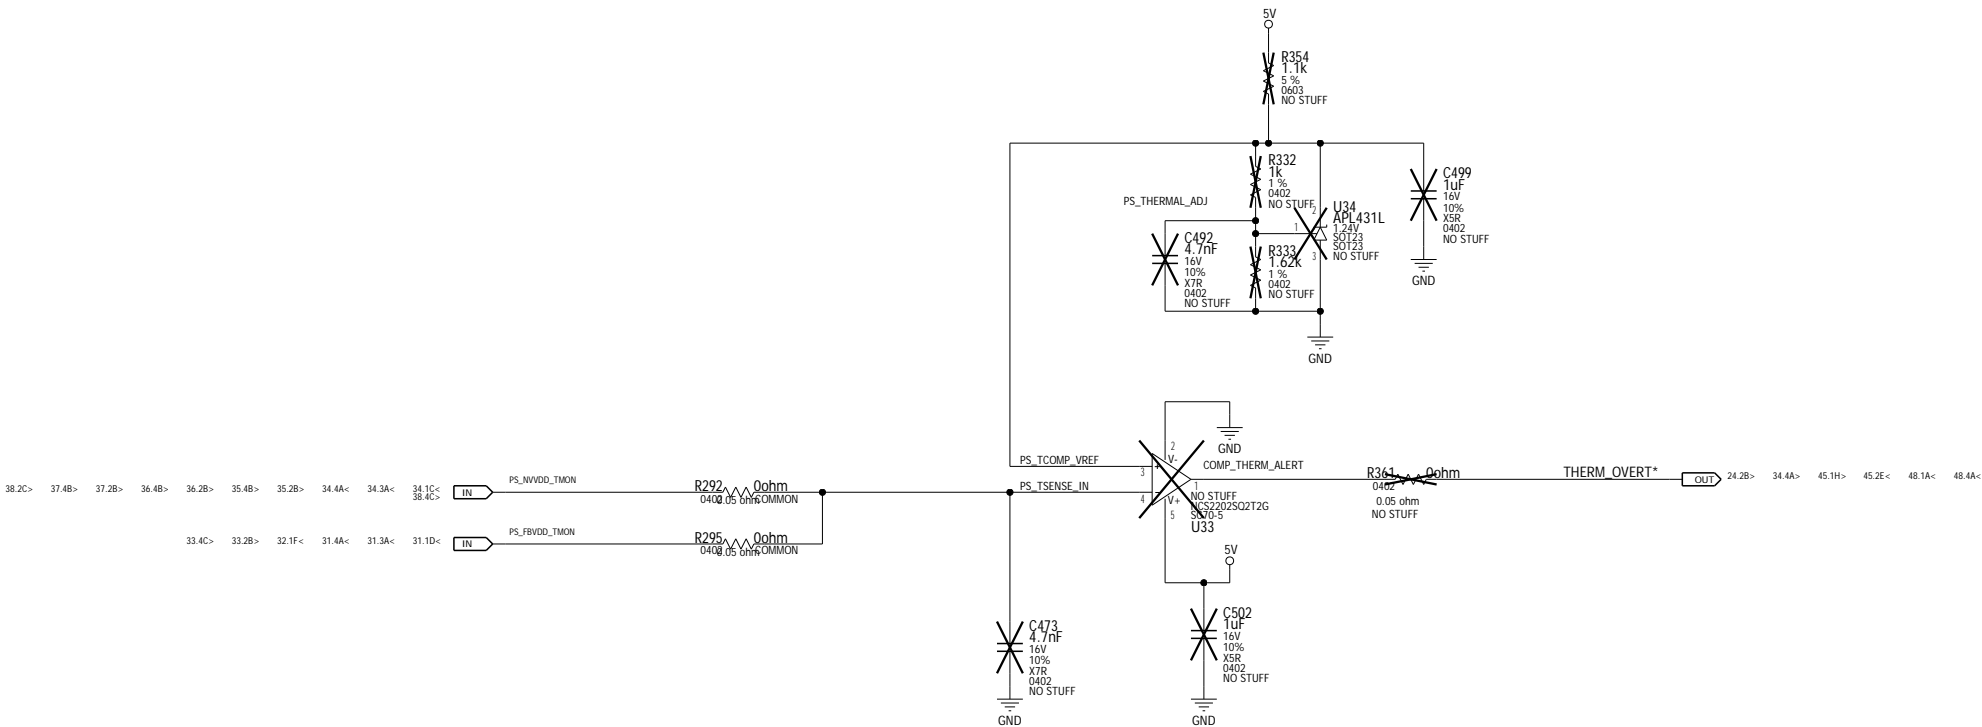 5V
R354
1.1k
5 %
0603
NO STUFF
R332
1k
1 %
0402
NO STUFF
PS_THERMAL_ADJ
C492
4.7nF
16V
10%
X7R
0402
NO STUFF
R333
1.62k
1 %
0402
NO STUFF
1
2
3
U34
APL431L
1.24V
SOT23
SOT23
NO STUFF
C499
1uF
16V
10%
X5R
0402
NO STUFF
GND
GND
GND
PS_TCOMP_VREF
3
PS_TSENSE_IN
4
2
V-
+
-
V+
5
1
NO STUFF
NCS2202SQ2T2G
SC70-5
U33
COMP_THERM_ALERT
R361
0ohm
0402
0.05 ohm
NO STUFF
THERM_OVERT*
OUT
24.2B> 34.4A> 45.1H> 45.2E< 48.1A< 48.4A<
38.2C> 37.4B> 37.2B> 36.4B> 36.2B> 35.4B> 35.2B> 34.4A< 34.3A< 34.1C<
38.4C>
IN
PS_NVVDD_TMON
R292
0ohm
0402
0.05 ohm
COMMON
33.4C> 33.2B> 32.1F< 31.4A< 31.3A< 31.1D<
IN
PS_FBVDD_TMON
R295
0ohm
0402
0.05 ohm
COMMON
5V
C473
4.7nF
16V
10%
X7R
0402
NO STUFF
GND
C502
1uF
16V
10%
X5R
0402
NO STUFF
GND